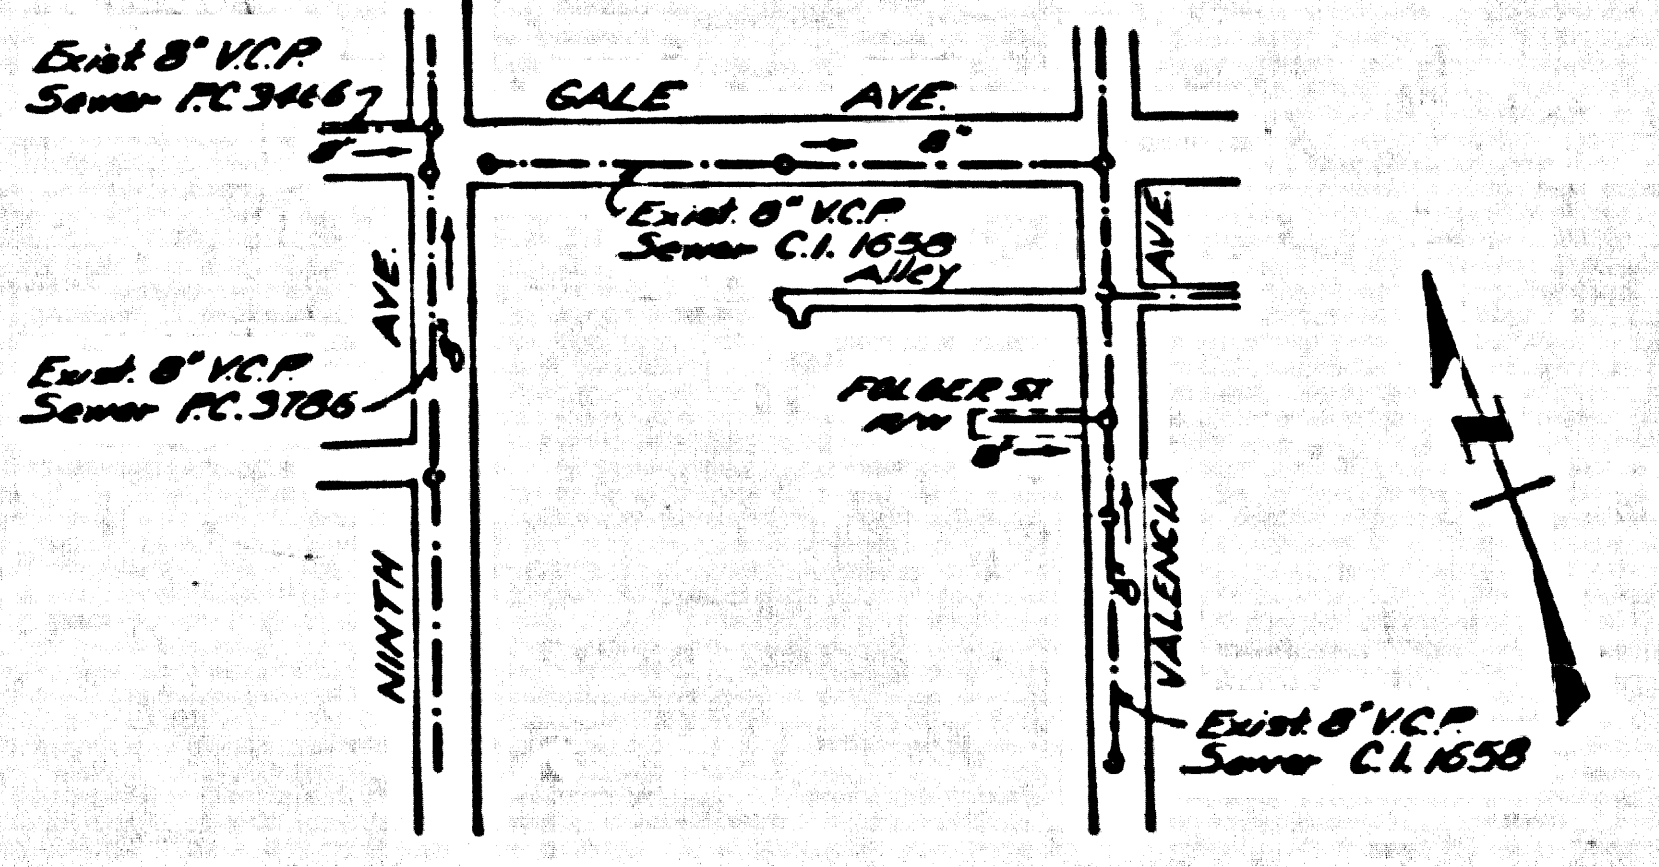 Exist 8" V.C.P.
Sewer P.C. 3466
GALE AVE.
8"
8"
Exist. 8" V.C.P.
Sewer C.I. 1658
Alley
AVE.
AVE.
8"
Exist. 8" V.C.P.
Sewer P.C. 3786
FOLGER ST
R/W
8"
N
NINTH
8"
VALENCIA
Exist. 8" V.C.P.
Sewer C.I. 1658